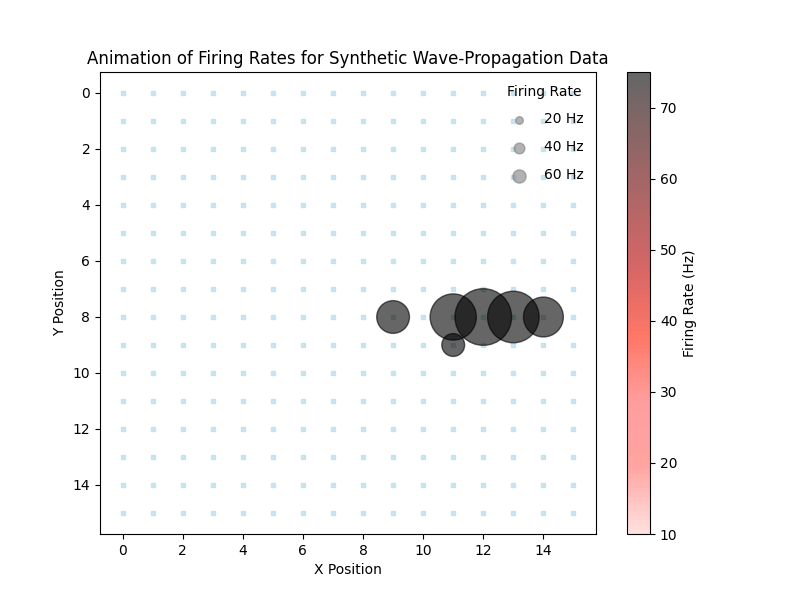 Animation of Firing Rates for Synthetic Wave-Propagation Data
Firing Rate
20 Hz
40 Hz
60 Hz
0
2
4
6
8
10
12
14
Y Position
0 2 4 6 8 10 12 14
X Position
70
60
50
40
30
20
10
Firing Rate (Hz)